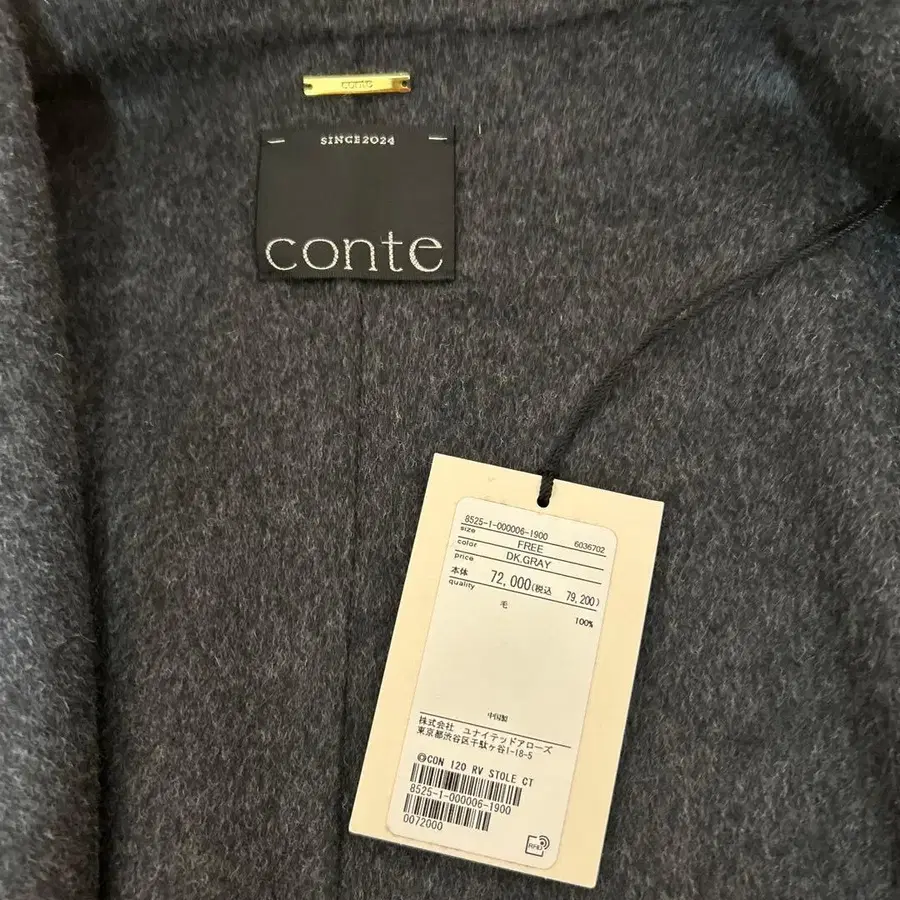 conte
SINCE2024
conte
8525-1-000006-1900
size FREE 6036702
color DK.GRAY
price
本体 72,000(税込 79,200)
quality
毛
100%
中国製
株式会社 ユナイテッドアローズ
東京都渋谷区千駄ヶ谷1-18-5
©CON 120 RV STOLE CT
8525-1-000006-1900
0072000
RFID